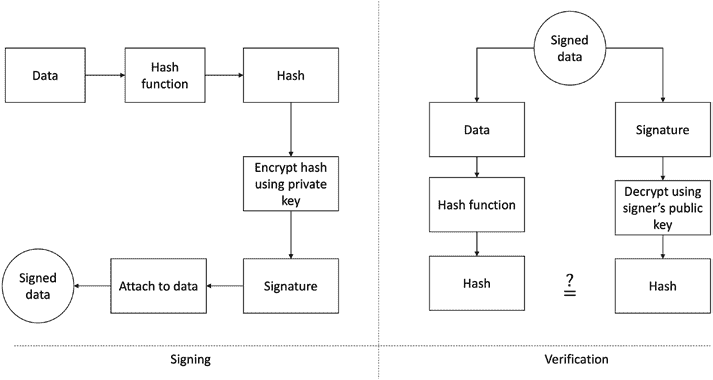 Data
Hash
function
Hash
Encrypt hash
using private
key
Signature
Attach to data
Signed
data
Signing
Signed
data
Data
Signature
Hash function
Decrypt using
signer’s public
key
Hash
?
=
Hash
Verification